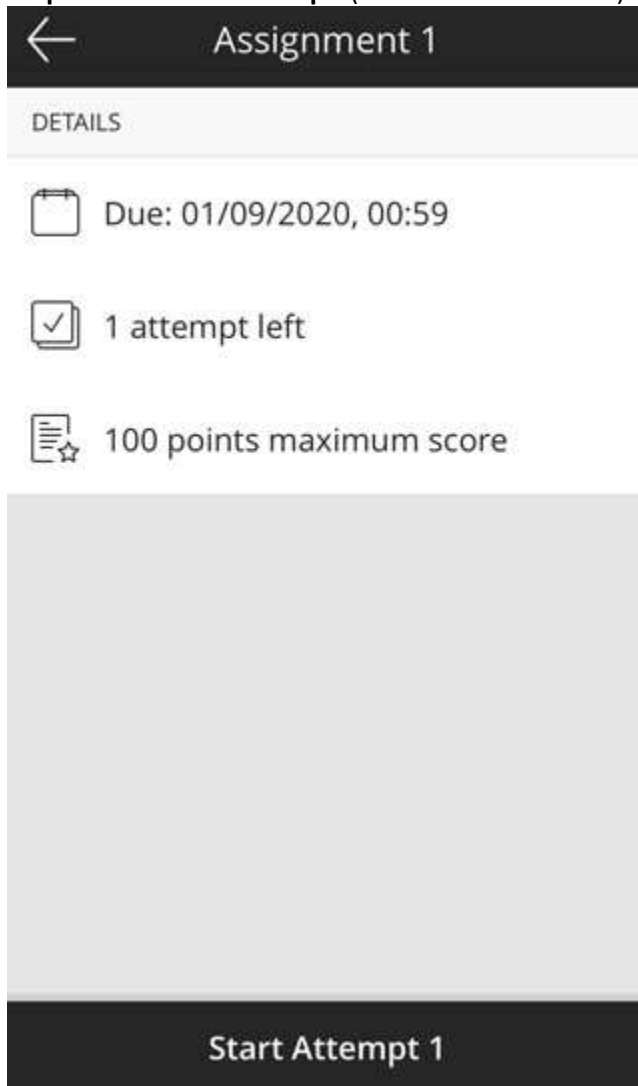 Assignment 1
DETAILS
Due: 01/09/2020, 00:59
1 attempt left
100 points maximum score
Start Attempt 1